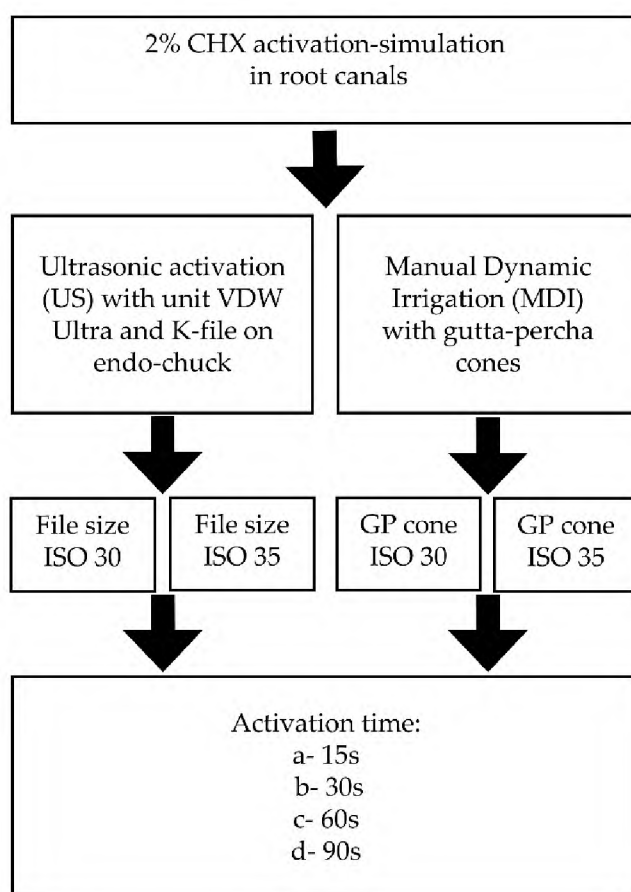 2% CHX activation-simulation
in root canals
Ultrasonic activation
(US) with unit VDW
Ultra and K-file on
endo-chuck
Manual Dynamic
Irrigation (MDI)
with gutta-percha
cones
File size
ISO 30
File size
ISO 35
GP cone
ISO 30
GP cone
ISO 35
Activation time:
a- 15s
b- 30s
c- 60s
d- 90s